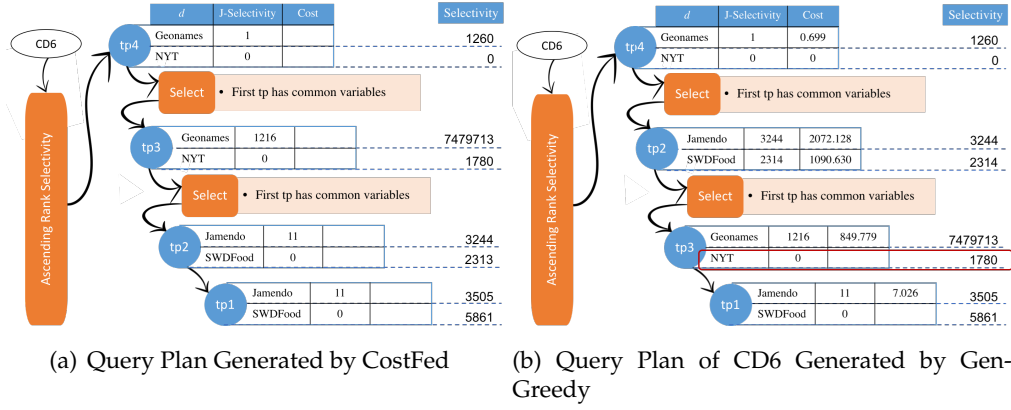 d J-Selectivity Cost Selectivity
CD6
tp4
Geonames 1 1260
NYT 0 0
Select • First tp has common variables
tp3
Geonames 1216 7479713
NYT 0 1780
Select • First tp has common variables
tp2
Jamendo 11 3244
SWDFood 0 2313
tp1
Jamendo 11 3505
SWDFood 0 5861
Ascending Rank Selectivity
(a) Query Plan Generated by CostFed
d J-Selectivity Cost Selectivity
CD6
tp4
Geonames 1 0.699 1260
NYT 0 0 0
Select • First tp has common variables
tp2
Jamendo 3244 2072.128 3244
SWDFood 2314 1090.630 2314
Select • First tp has common variables
tp3
Geonames 1216 849.779 7479713
NYT 0 1780
tp1
Jamendo 11 7.026 3505
SWDFood 0 5861
Ascending Rank Selectivity
(b) Query Plan of CD6 Generated by Gen-
Greedy